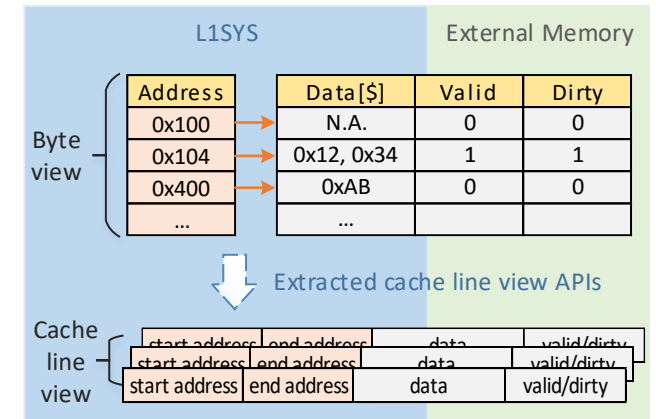 L1SYS External Memory
Address Data[$] Valid Dirty
Byte view
0x100 N.A. 0 0
0x104 0x12, 0x34 1 1
0x400 0xAB 0 0
... ...
Extracted cache line view APIs
Cache line view
start address end address data valid/dirty
start address end address data valid/dirty
start address end address data valid/dirty